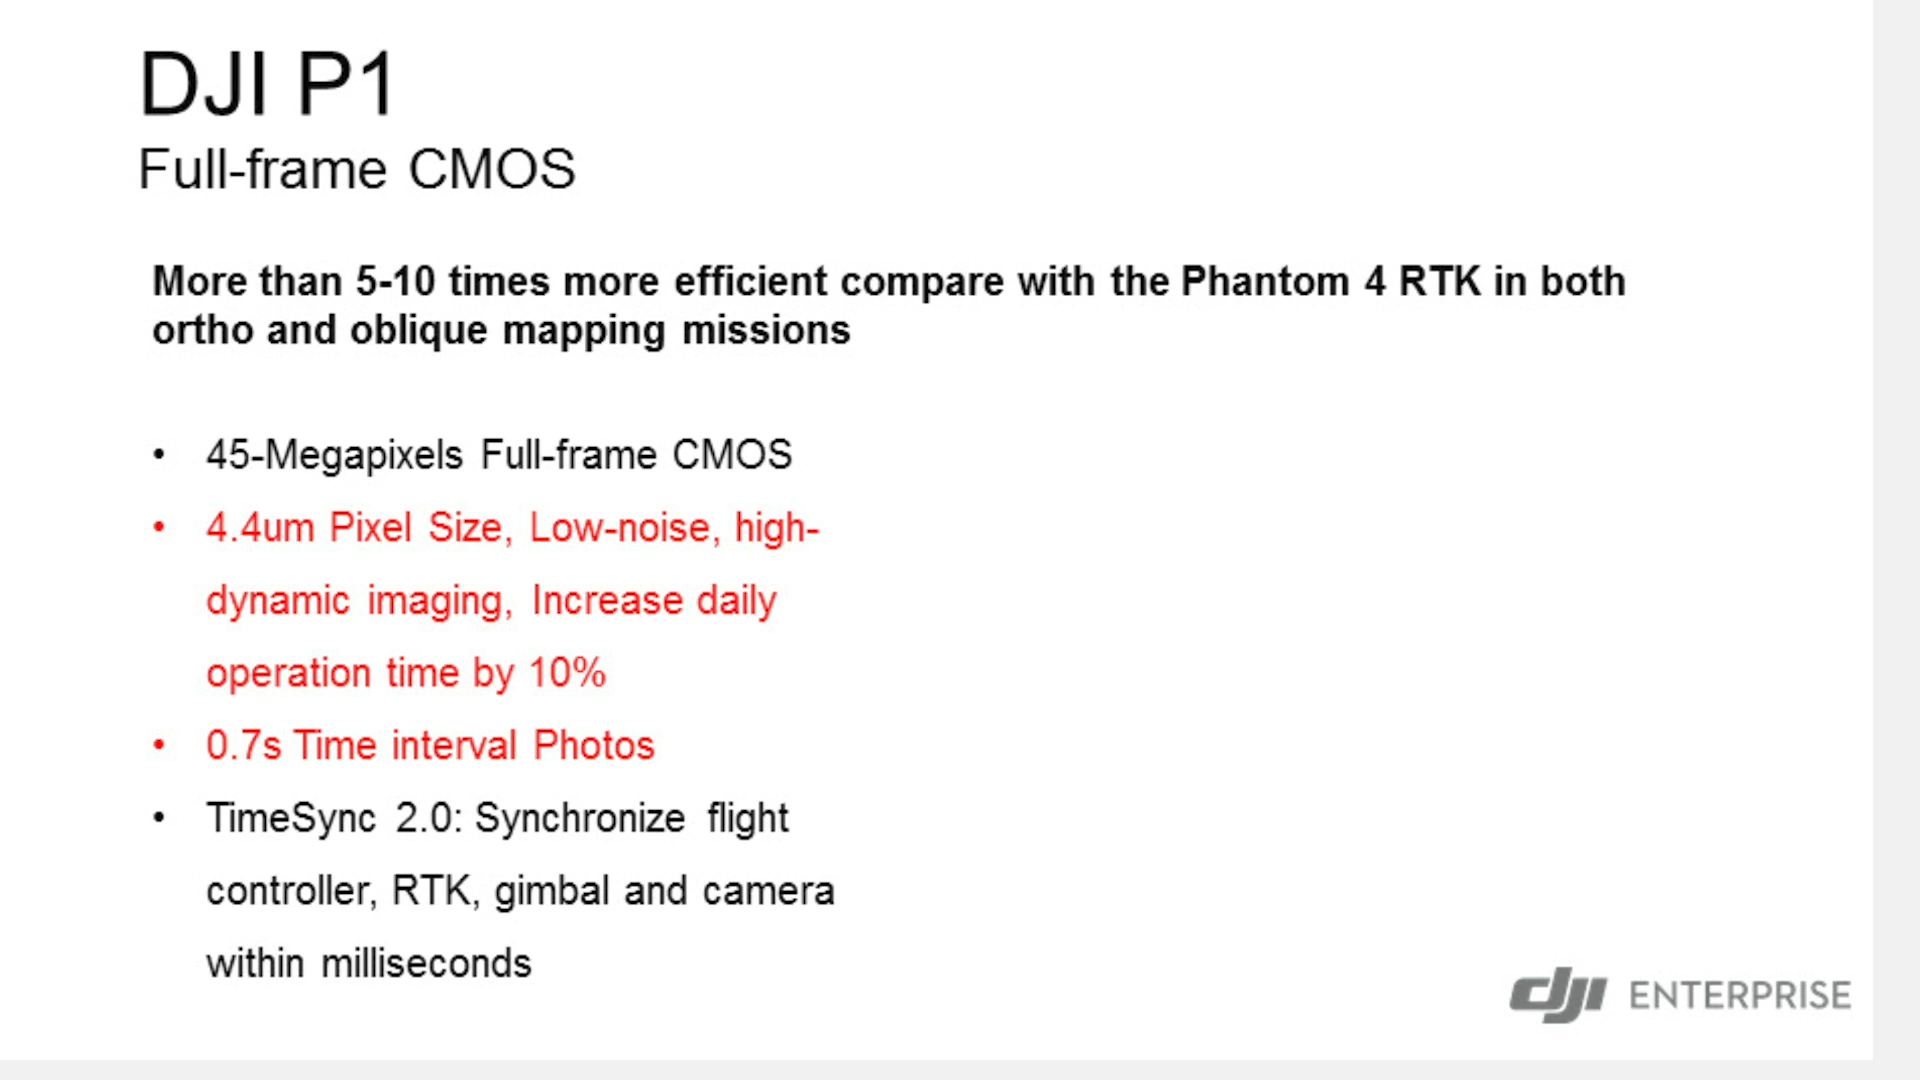 DJI P1
Full-frame CMOS
More than 5-10 times more efficient compare with the Phantom 4 RTK in both
ortho and oblique mapping missions
• 45-Megapixels Full-frame CMOS
• 4.4um Pixel Size, Low-noise, high-
dynamic imaging, Increase daily
operation time by 10%
• 0.7s Time interval Photos
• TimeSync 2.0: Synchronize flight
controller, RTK, gimbal and camera
within milliseconds
dji ENTERPRISE